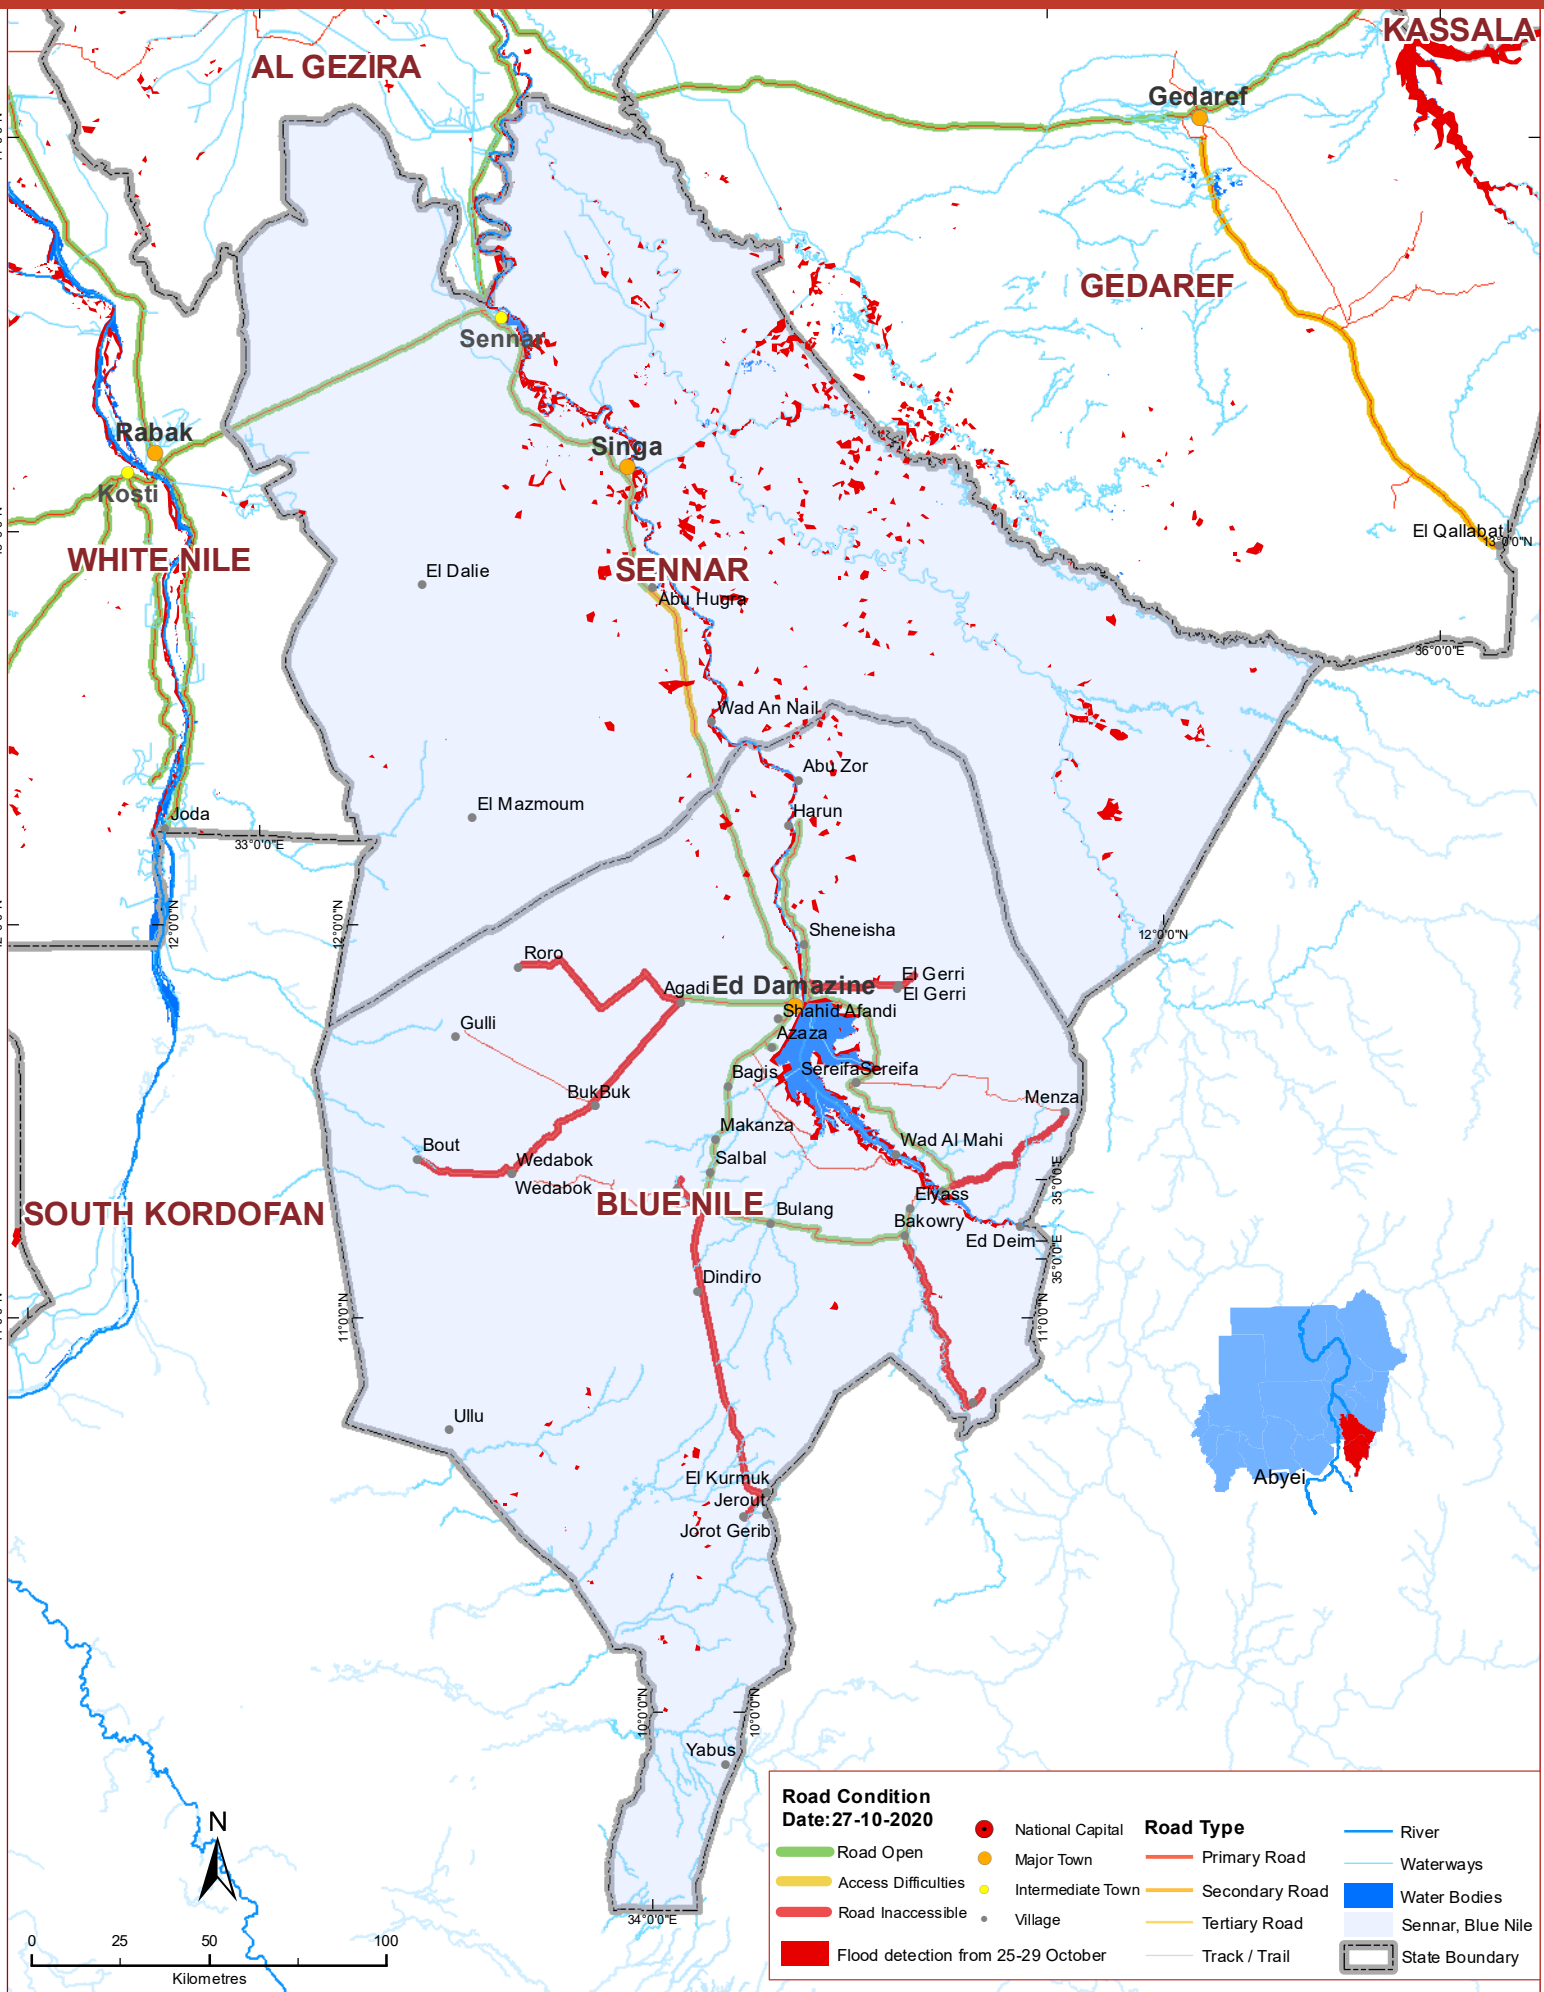 KASSALA
AL GEZIRA
Gedaref
GEDAREF
Sennar
Rabak
Singa
Kosti
El Qallabat
13°0'0"N
WHITE NILE
El Dalie
SENNAR
Abu Hugra
36°0'0"E
Wad An Nail
Abu Zor
El Mazmoum
Harun
Joda
33°0'0"E
12°0'0"N
12°0'0"N
12°0'0"N
Sheneisha
Roro
El Gerri
Agadi
Ed Damazine
El Gerri
Shahid Afandi
Gulli
Azaza
Bagis
Sereifa
Sereifa
BukBuk
Menza
Makanza
Bout
Wad Al Mahi
Wedabok
Salbal
Wedabok
35°0'0"E
Elyass
BLUE NILE
SOUTH KORDOFAN
Bulang
Bakowry
Ed Deim
35°0'0"E
Dindiro
11°0'0"N
11°0'0"N
Ullu
El Kurmuk
Abyei
Jerout
Jorot Gerib
10°0'0"N
10°0'0"N
Yabus
34°0'0"E
N
0 25 50 100
Kilometres
Road Condition
Date:27-10-2020
Road Open
Access Difficulties
Road Inaccessible
Flood detection from 25-29 October
National Capital
Major Town
Intermediate Town
Village
Road Type
Primary Road
Secondary Road
Tertiary Road
Track / Trail
River
Waterways
Water Bodies
Sennar, Blue Nile
State Boundary